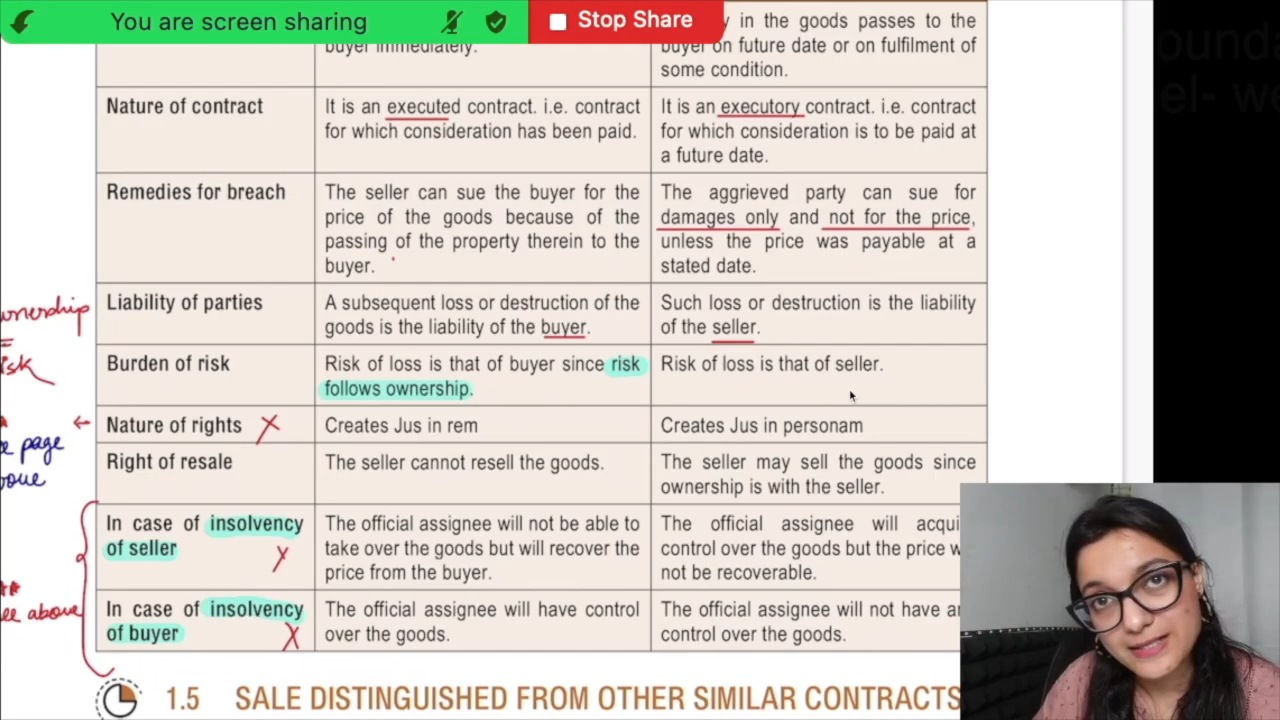 You are screen sharing
Stop Share
in the goods passes to the
buyer immediately.
buyer on future date or on fulfilment of
some condition.
Nature of contract
It is an executed contract. i.e. contract
for which consideration has been paid.
It is an executory contract. i.e. contract
for which consideration is to be paid at
a future date.
Remedies for breach
The seller can sue the buyer for the
price of the goods because of the
passing of the property therein to the
buyer.
The aggrieved party can sue for
damages only and not for the price,
unless the price was payable at a
stated date.
Liability of parties
A subsequent loss or destruction of the
goods is the liability of the buyer.
Such loss or destruction is the liability
of the seller.
Burden of risk
Risk of loss is that of buyer since risk
follows ownership.
Risk of loss is that of seller.
Nature of rights X
Creates Jus in rem
Creates Jus in personam
Right of resale
The seller cannot resell the goods.
The seller may sell the goods since
ownership is with the seller.
In case of insolvency
of seller X
The official assignee will not be able to
take over the goods but will recover the
price from the buyer.
The official assignee will
control over the goods but the price
not be recoverable.
In case of insolvency
of buyer X
The official assignee will have control
over the goods.
The official assignee will not have
control over the goods.
1.5 SALE DISTINGUISHED FROM OTHER SIMILAR CONTRACTS
wnership
=
isk
page
above
above